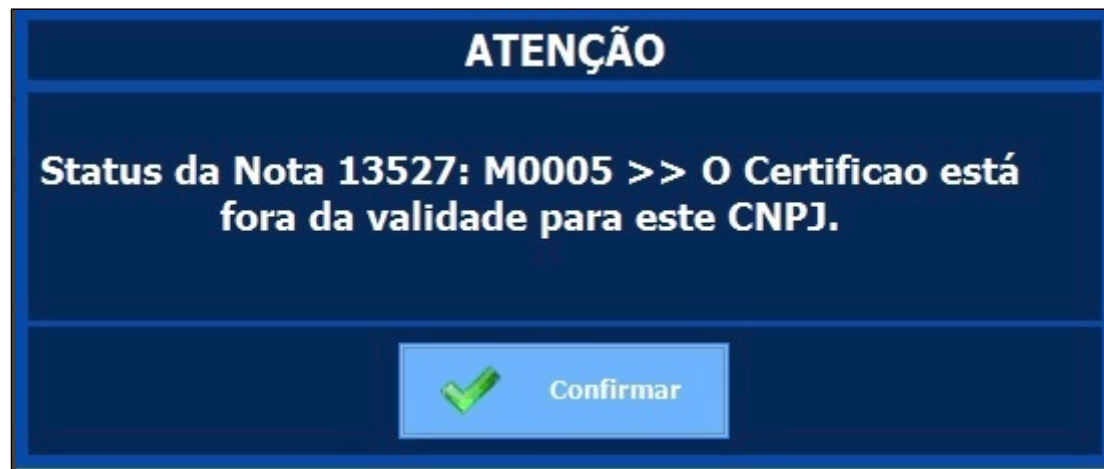 ATENÇÃO
Status da Nota 13527: M0005 >> O Certificao está
fora da validade para este CNPJ.
Confirmar